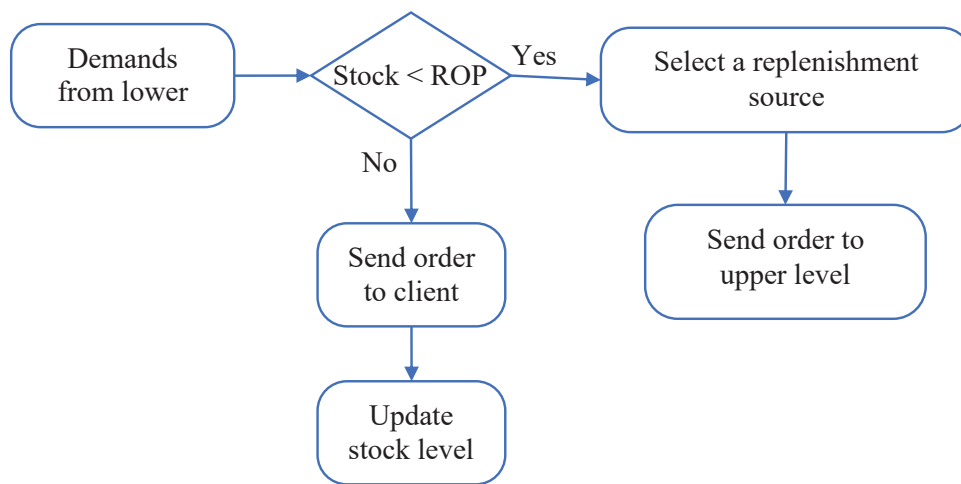 Demands
from lower
Stock < ROP
Yes
Select a replenishment
source
No
Send order
to client
Send order to
upper level
Update
stock level